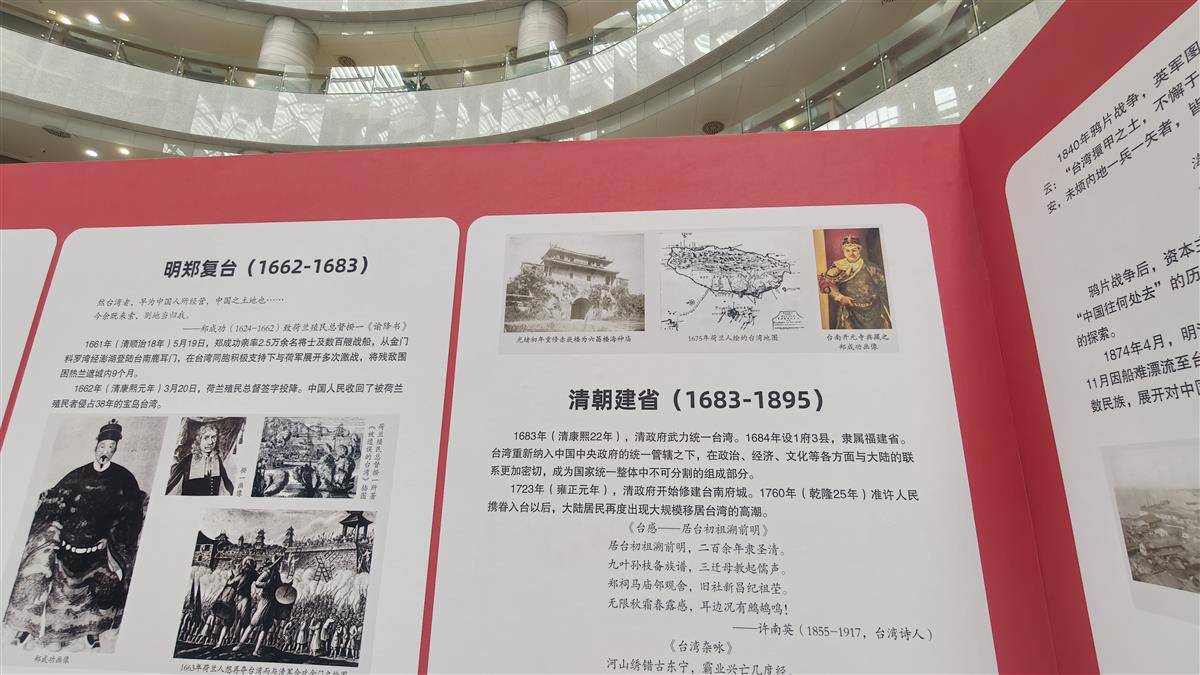 明郑复台（1662-1683）
然台湾者，早为中国人所经营，中国之土地也……
今余既来索，则地当归我。
——郑成功（1624-1662）致荷兰殖民总督揆一《谕降书》
1661年（清顺治18年）5月19日，郑成功亲率2.5万余名将士及数百艘战船，从金门
料罗湾经澎湖登陆台南鹿耳门，在台湾同胞积极支持下与荷军展开多次激战，将残敌围
困热兰遮城内9个月。
1662年（清康熙元年）3月20日，荷兰殖民总督签字投降。中国人民收回了被荷兰
殖民者侵占38年的宝岛台湾。
揆一画像
荷兰殖民总督揆一所著
《被遗误的台湾》插图
郑成功画像
1663年荷兰人想再夺台湾而与清军合攻金门之绘图
光绪初年重修赤嵌楼为六百楼海神庙
1675年荷兰人绘的台湾地图
台南开元寺典藏之
郑成功画像
清朝建省（1683-1895）
1683年（清康熙22年），清政府武力统一台湾。1684年设1府3县，隶属福建省。
台湾重新纳入中国中央政府的统一管辖之下，在政治、经济、文化等各方面与大陆的联
系更加密切，成为国家统一整体中不可分割的组成部分。
1723年（雍正元年），清政府开始修建台南府城。1760年（乾隆25年）准许人民
携眷入台以后，大陆居民再度出现大规模移居台湾的高潮。
《台感——居台初祖溯前明》
居台初祖溯前明，二百余年隶圣清。
九叶孙枝备族谱，三迁母教起儒声。
郑祠马庙邻观舍，旧社新昌纪祖茔。
无限秋霜春露感，耳边况有鹧鸪鸣！
——许南英（1855-1917，台湾诗人）
《台湾杂咏》
河山绣错古东宁，霸业兴亡几度经。
1840年鸦片战争，英军图
云：“台湾擐甲之士，不懈于
安，未烦内地一兵一矢者，皆
鸦片战争后，资本主
“中国往何处去”的历
的探索。
1874年4月，明
11月因船难漂流至台
数民族，展开对中国